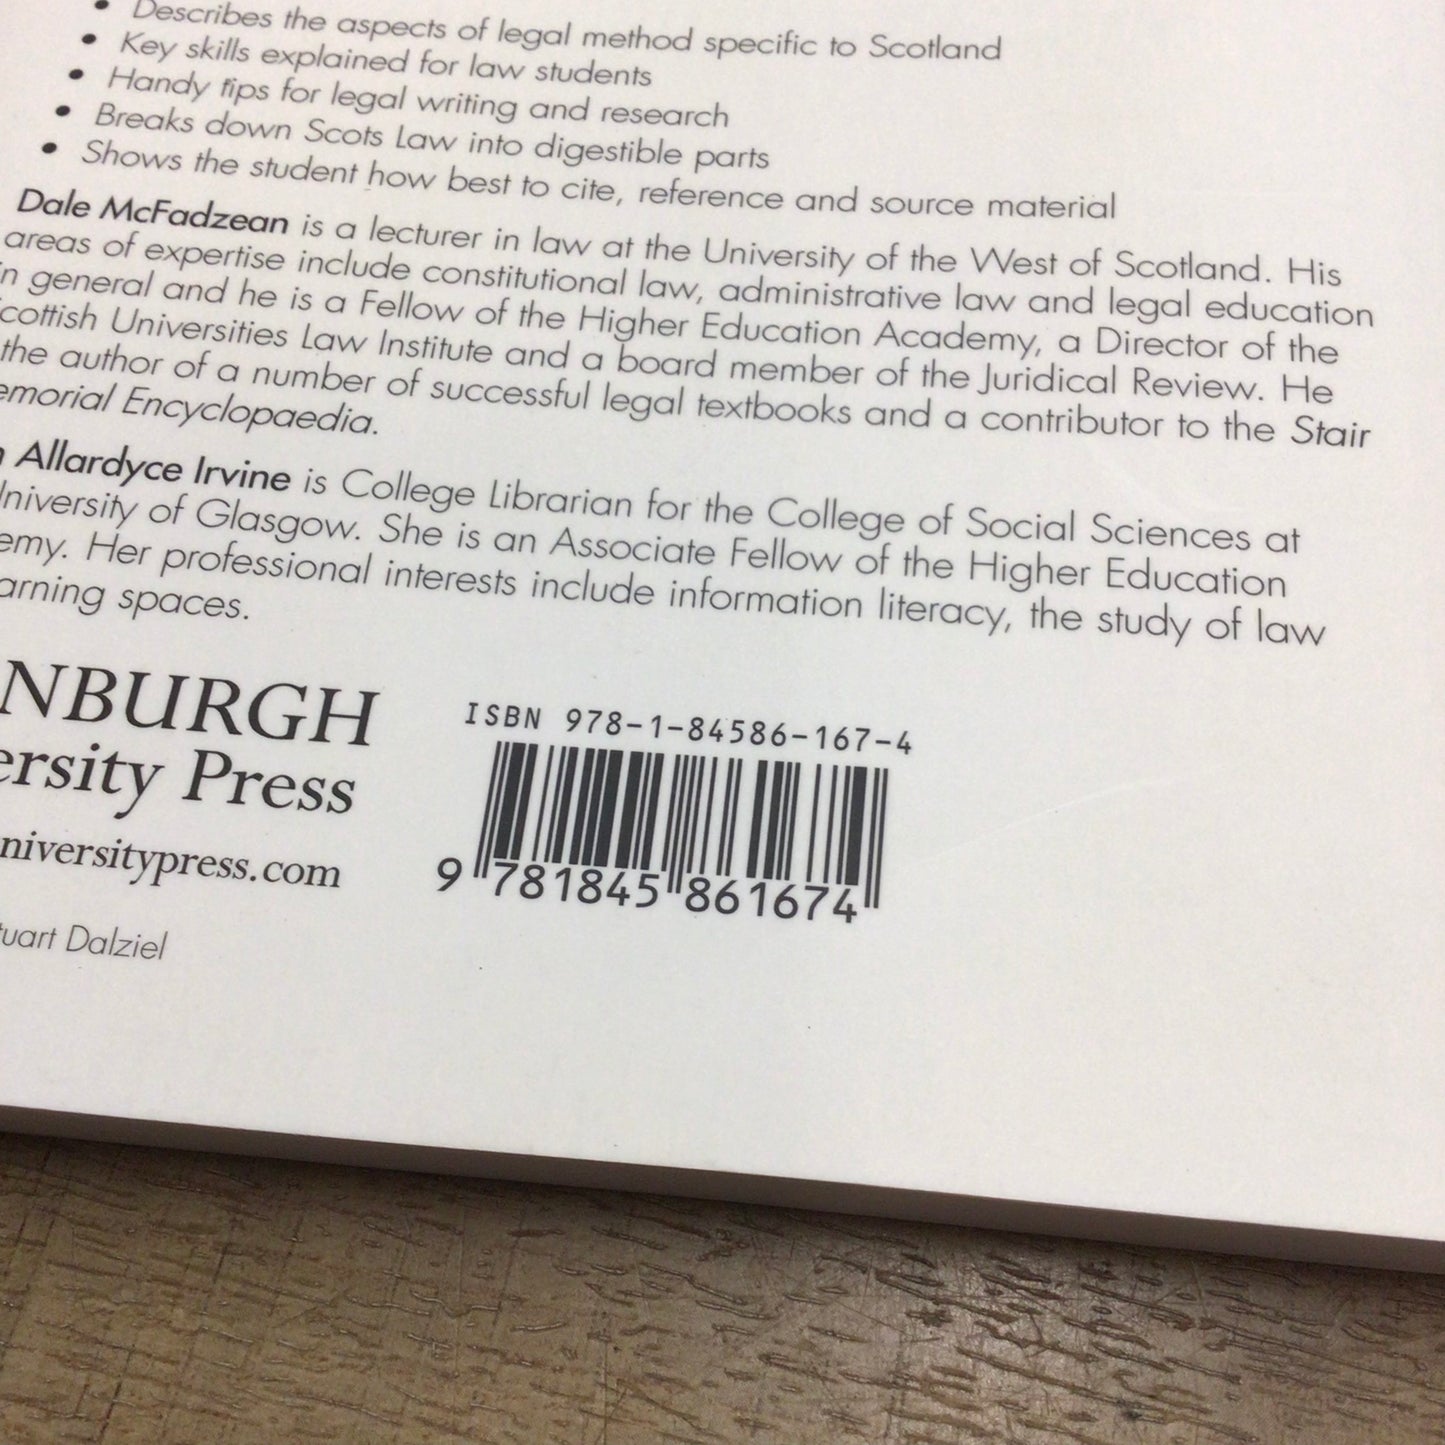 Describes the aspects of legal method specific to Scotland
Key skills explained for law students
Handy tips for legal writing and research
Breaks down Scots Law into digestible parts
Shows the student how best to cite, reference and source material
Dale McFadzean is a lecturer in law at the University of the West of Scotland. His
areas of expertise include constitutional law, administrative law and legal education
in general and he is a Fellow of the Higher Education Academy, a Director of the
cottish Universities Law Institute and a board member of the Juridical Review. He
the author of a number of successful legal textbooks and a contributor to the Stair
emorial Encyclopaedia.
Allardyce Irvine is College Librarian for the College of Social Sciences at
niversity of Glasgow. She is an Associate Fellow of the Higher Education
emy. Her professional interests include information literacy, the study of law
arning spaces.
NBURGH
ersity Press
niversitypress.com
tuart Dalziel
ISBN 978-1-84586-167-4
9 781845 861674